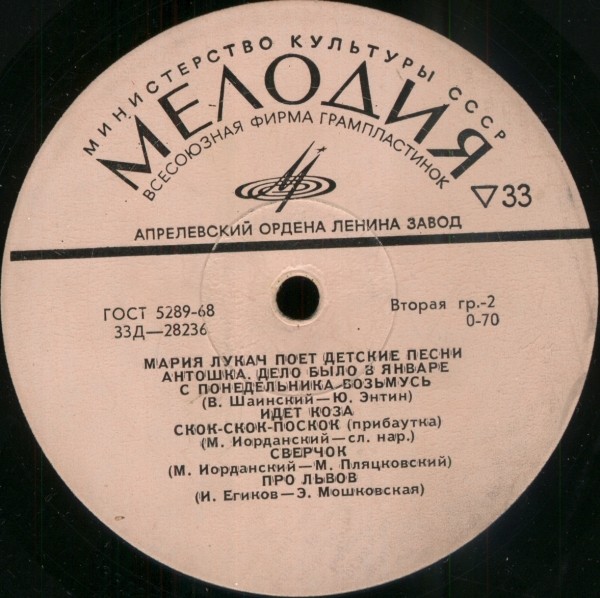 МИНИСТЕРСТВО КУЛЬТУРЫ СССР
МЕЛОДИЯ
ВСЕСОЮЗНАЯ ФИРМА ГРАМПЛАСТИНОК
33
АПРЕЛЕВСКИЙ ОРДЕНА ЛЕНИНА ЗАВОД
ГОСТ 5289-68
33Д—28236
Вторая гр.-2
0-70
МАРИЯ ЛУКАЧ ПОЕТ ДЕТСКИЕ ПЕСНИ
АНТОШКА. ДЕЛО БЫЛО В ЯНВАРЕ
С ПОНЕДЕЛЬНИКА ВОЗЬМУСЬ
(В. Шаинский—Ю. Энтин)
ИДЕТ КОЗА
СКОК-СКОК-ПОСКОК (прибаутка)
(М. Иорданский—сл. нар.)
СВЕРЧОК
(М. Иорданский—М. Пляцковский)
ПРО ЛЬВОВ
(И. Егиков—Э. Мошковская)